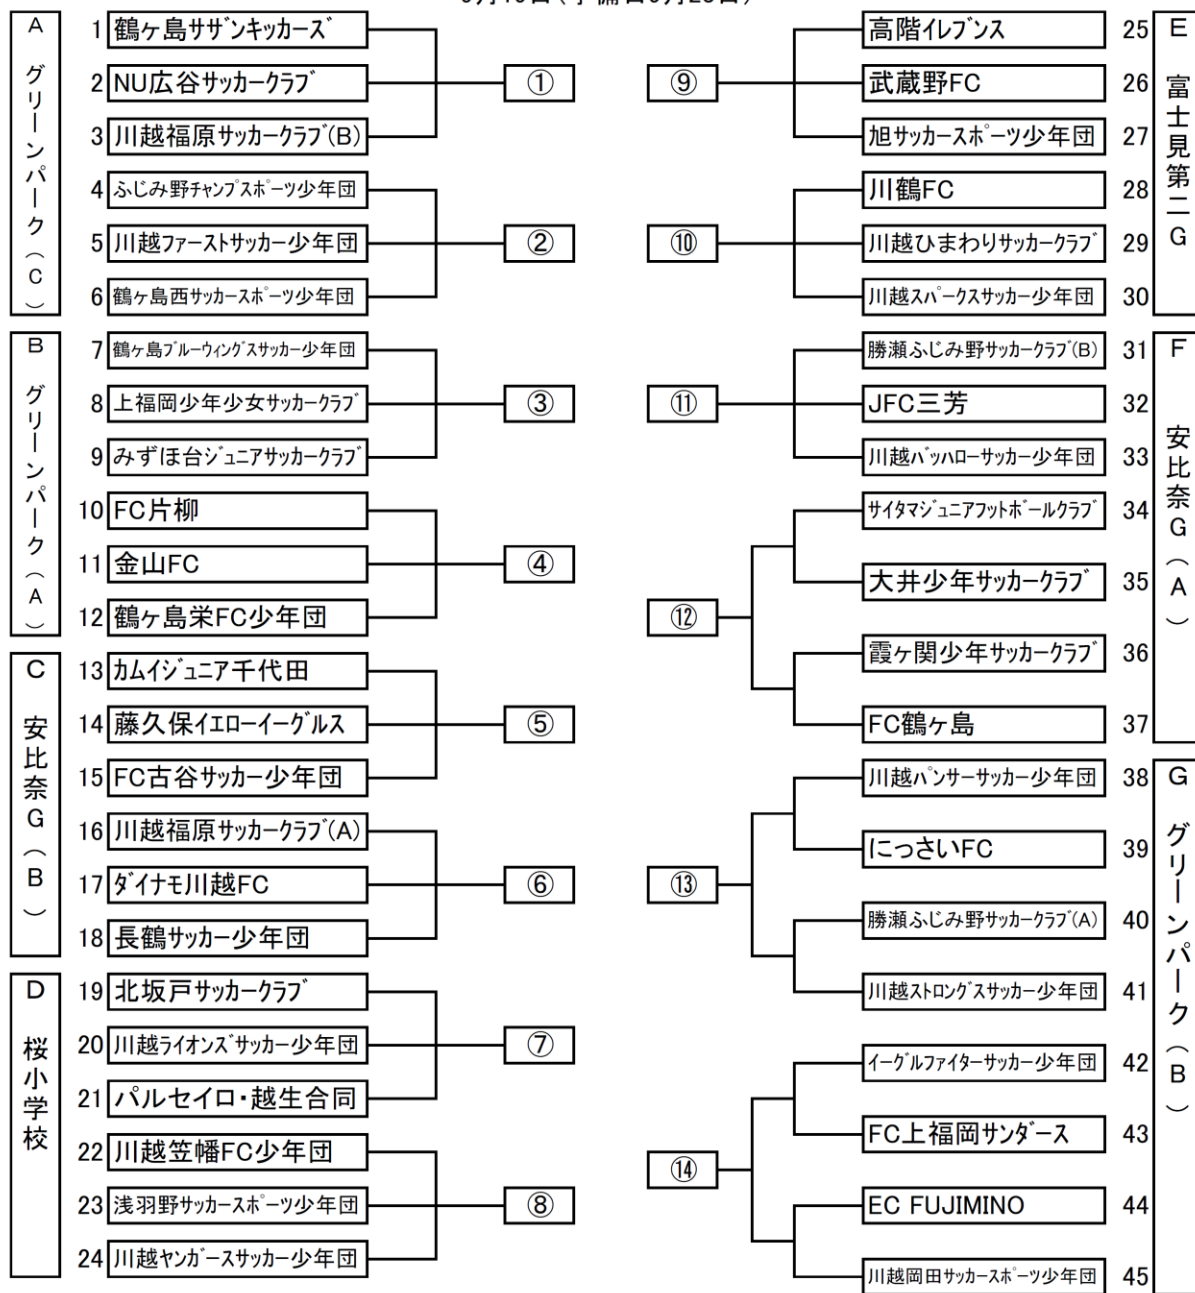 A グリーンパーク(C)
1 鶴ヶ島サザンキッカーズ
2 NU広谷サッカークラブ
3 川越福原サッカークラブ(B)
①
4 ふじみ野チャンプスポーツ少年団
5 川越ファーストサッカー少年団
6 鶴ヶ島西サッカースポーツ少年団
②
B グリーンパーク(A)
7 鶴ヶ島ブルーウィングスサッカー少年団
8 上福岡少年少女サッカークラブ
9 みずほ台ジュニアサッカークラブ
③
10 FC片柳
11 金山FC
12 鶴ヶ島栄FC少年団
④
C 安比奈G(B)
13 カムイジュニア千代田
14 藤久保イエローイーグルス
15 FC古谷サッカー少年団
⑤
16 川越福原サッカークラブ(A)
17 ダイナモ川越FC
18 長鶴サッカー少年団
⑥
D 桜小学校
19 北坂戸サッカークラブ
20 川越ライオンズサッカー少年団
21 パルセイロ・越生合同
⑦
22 川越笠幡FC少年団
23 浅羽野サッカースポーツ少年団
24 川越ヤンガースサッカー少年団
⑧
E 富士見第二G
⑨
高階イレブンス 25
武蔵野FC 26
旭サッカースポーツ少年団 27
⑩
川鶴FC 28
川越ひまわりサッカークラブ 29
川越スパークスサッカー少年団 30
F 安比奈G(A)
⑪
勝瀬ふじみ野サッカークラブ(B) 31
JFC三芳 32
川越バッハローサッカー少年団 33
⑫
サイタマジュニアフットボールクラブ 34
大井少年サッカークラブ 35
霞ヶ関少年サッカークラブ 36
FC鶴ヶ島 37
G グリーンパーク(B)
⑬
川越パンサーサッカー少年団 38
にっさいFC 39
勝瀬ふじみ野サッカークラブ(A) 40
川越ストロングスサッカー少年団 41
⑭
イーグルファイターサッカー少年団 42
FC上福岡サンダース 43
EC FUJIMINO 44
川越岡田サッカースポーツ少年団 45